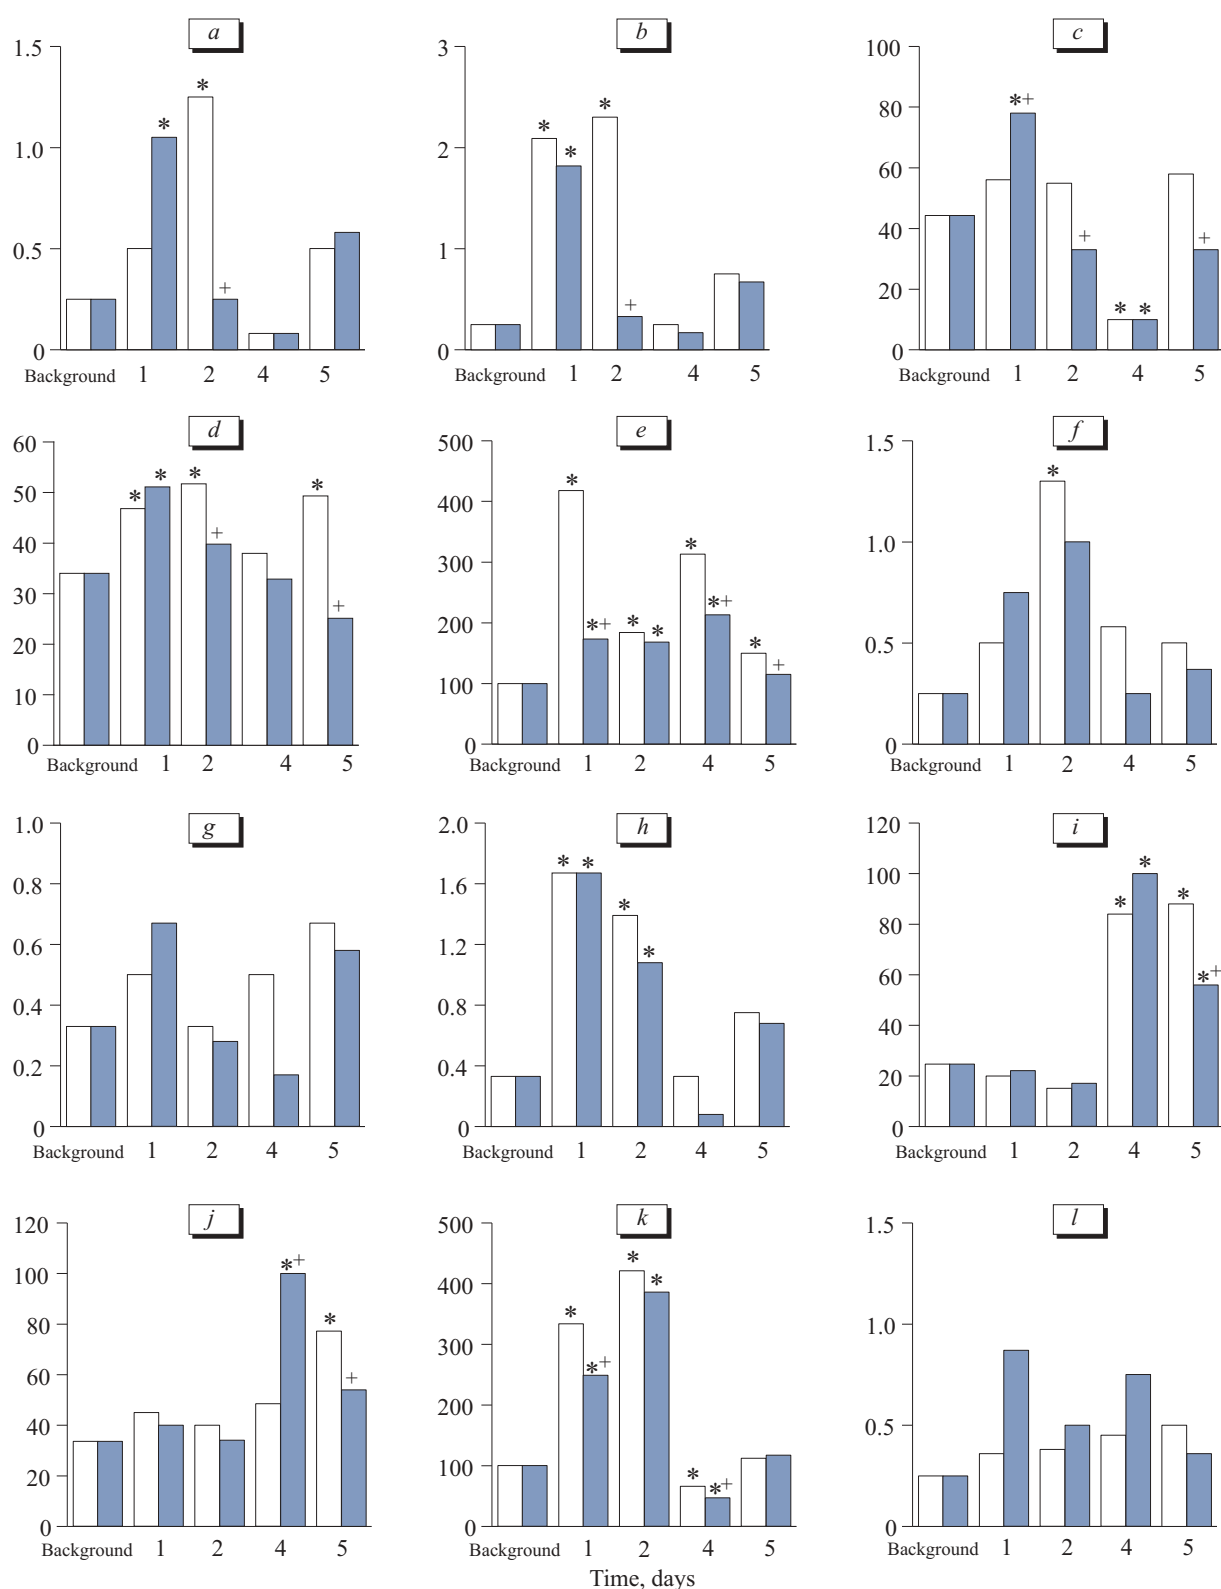 a
1.5
1.0
0.5
0
* * +
Background 1 2 4 5
b
3
2
1
0
* * * +
Background 1 2 4 5
c
100
80
60
40
20
0
*+ + * * +
Background 1 2 4 5
d
60
50
40
30
20
10
0
* * * + * +
Background 1 2 4 5
e
500
400
300
200
100
0
* *+ * * * *+ * +
Background 1 2 4 5
f
1.5
1.0
0.5
0
*
Background 1 2 4 5
g
1.0
0.8
0.6
0.4
0.2
0
Background 1 2 4 5
h
2.0
1.6
1.2
0.8
0.4
0
* * * *
Background 1 2 4 5
i
120
100
80
60
40
20
0
* * * *+
Background 1 2 4 5
j
120
100
80
60
40
20
0
*+ * +
Background 1 2 4 5
k
500
400
300
200
100
0
* *+ * * * *+
Background 1 2 4 5
l
1.5
1.0
0.5
0
Background 1 2 4 5
Time, days